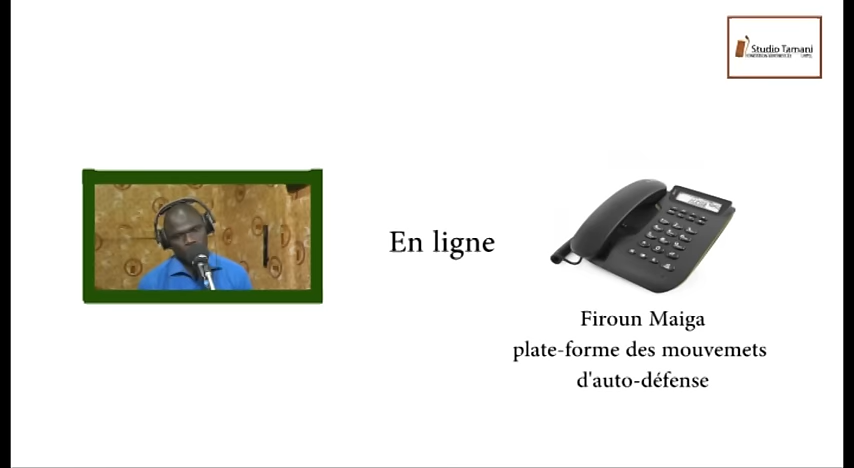 Studio Tamani
En ligne
Firoun Maiga
plate-forme des mouvemets
d'auto-défense